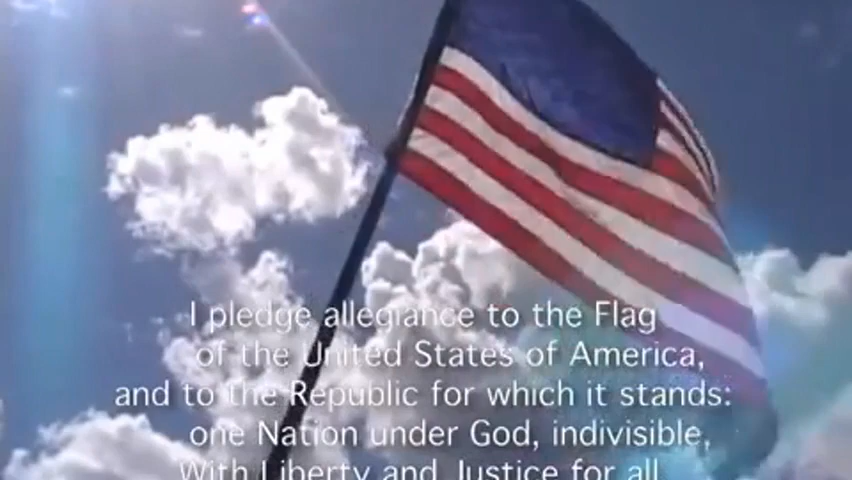 I pledge allegiance to the Flag
of the United States of America,
and to the Republic for which it stands:
one Nation under God, indivisible,
With Liberty and Justice for all